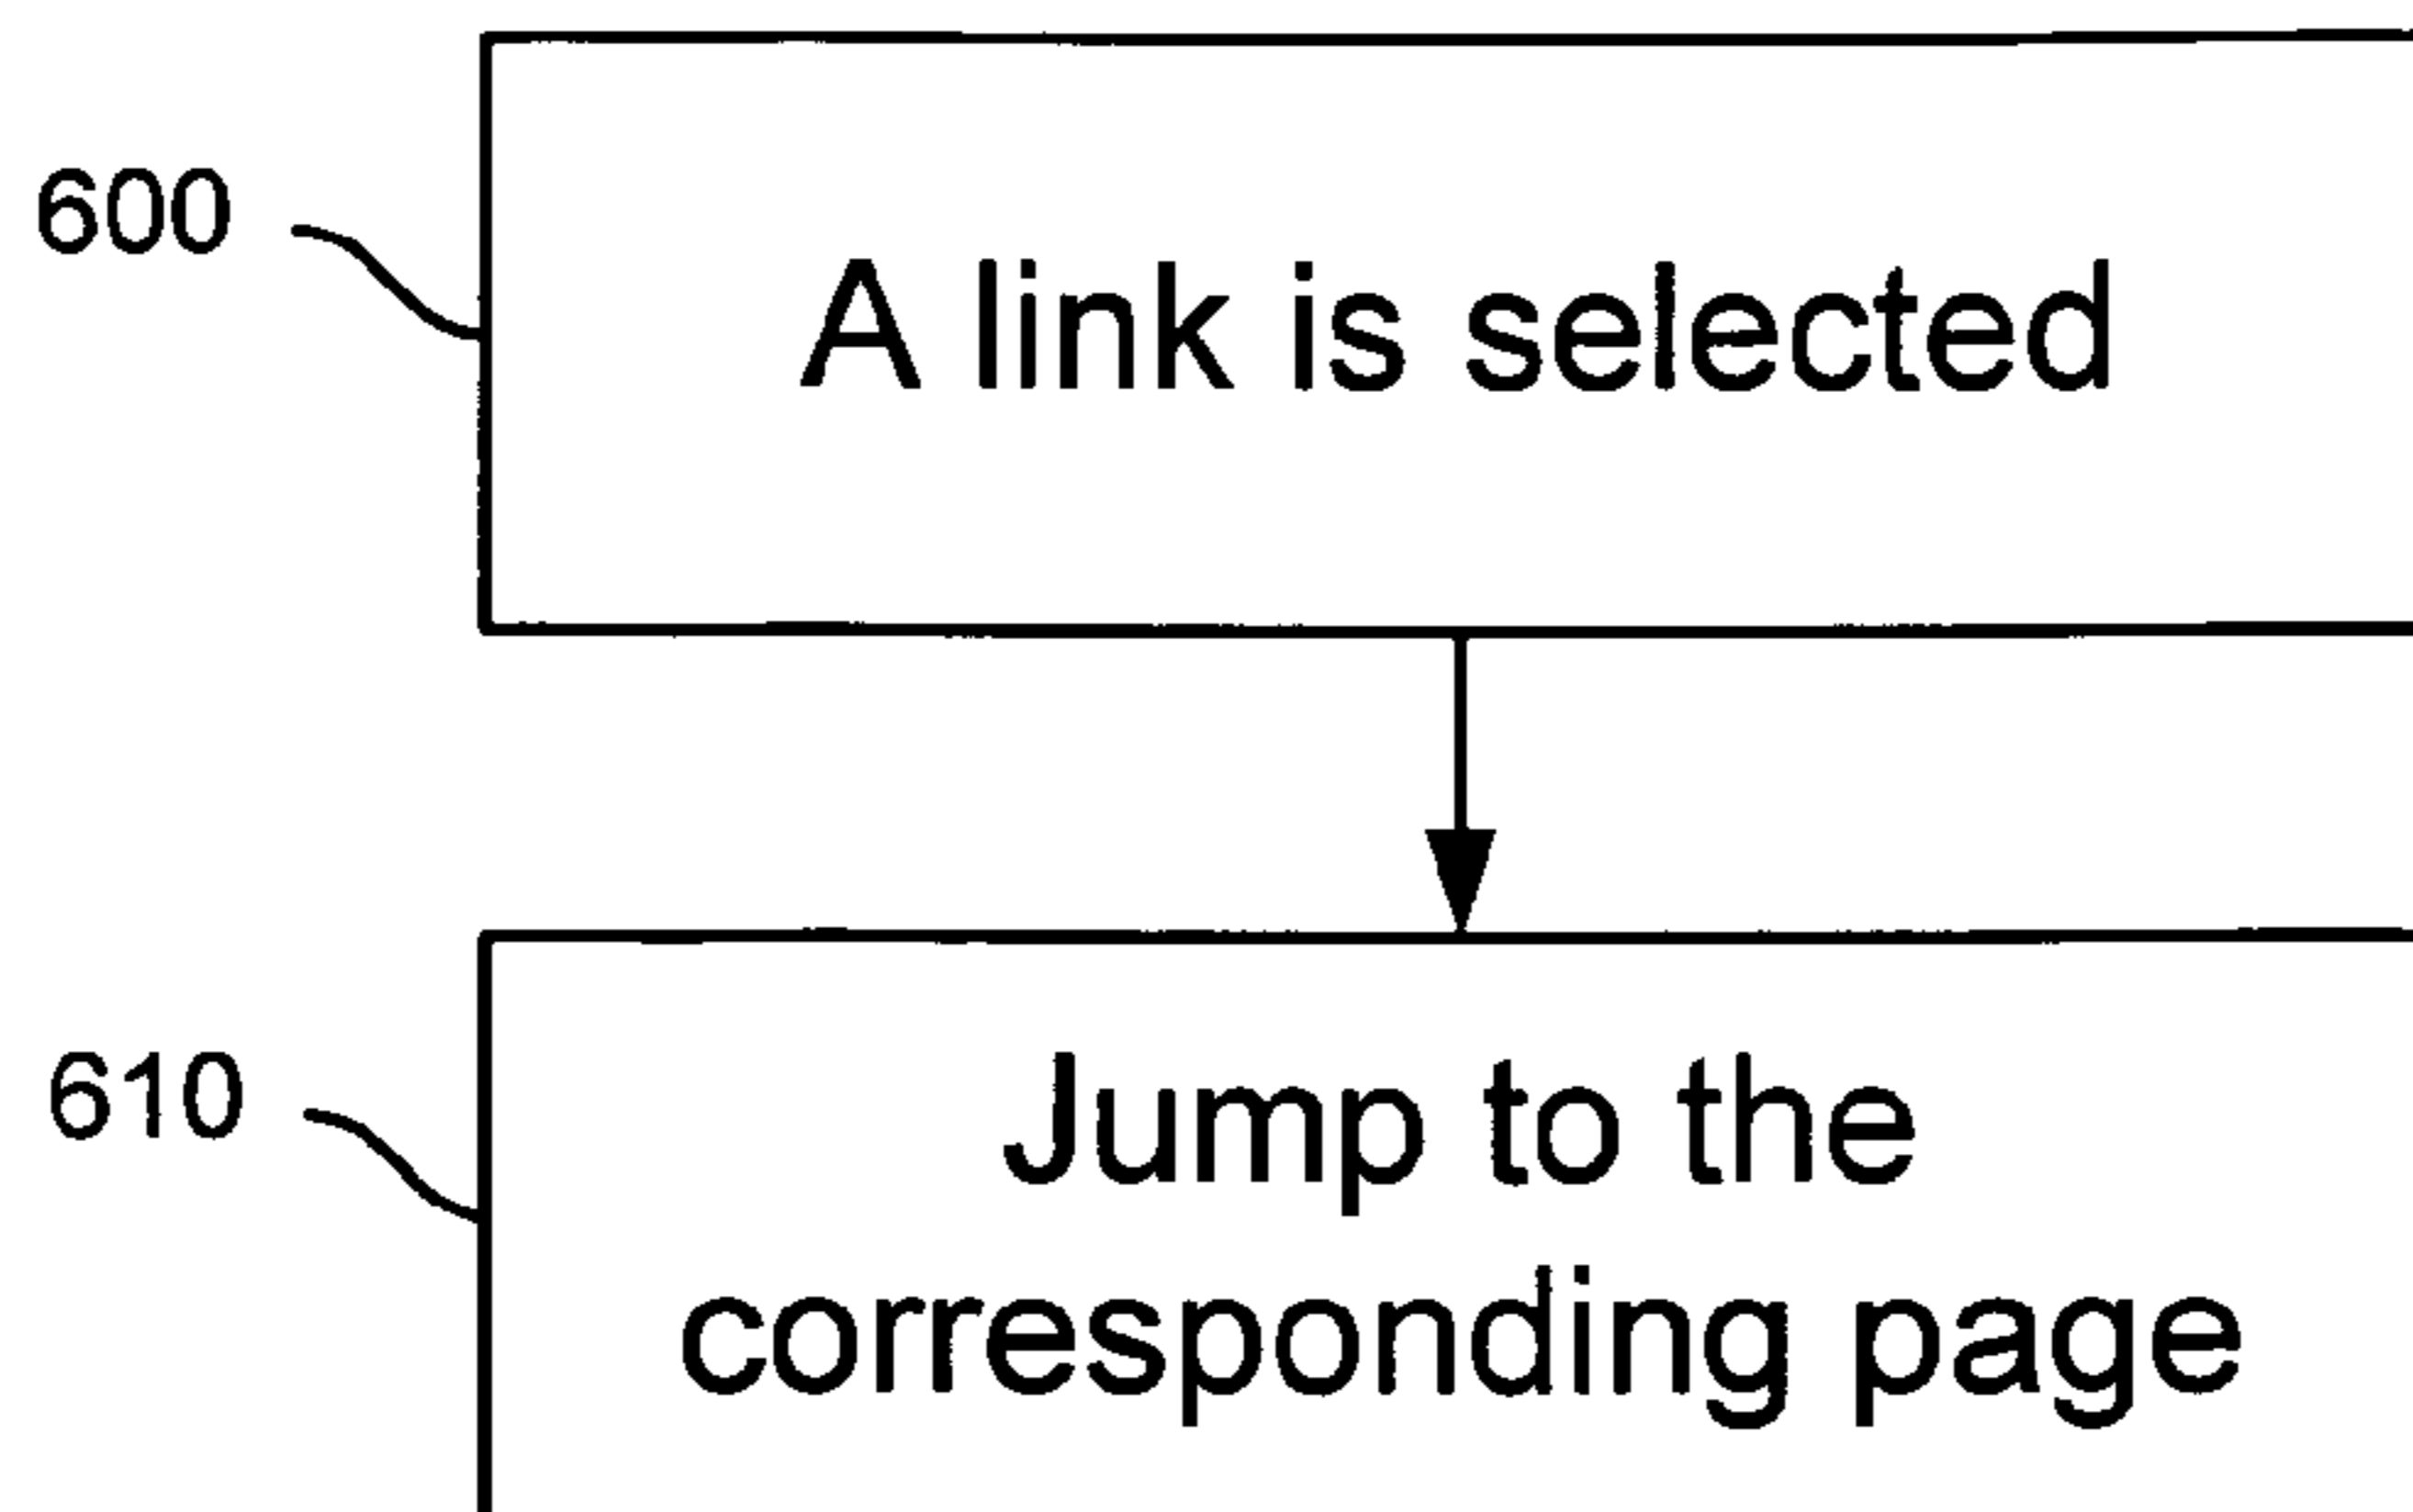 600
A link is selected
610
Jump to the
corresponding page